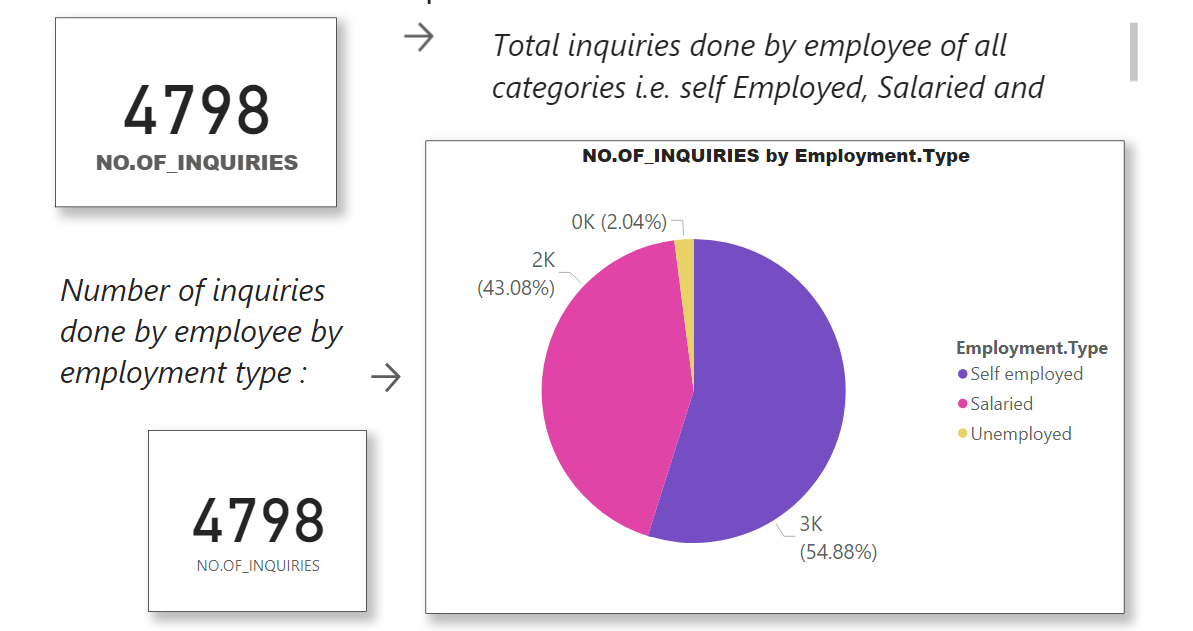 4798
NO.OF_INQUIRIES
Total inquiries done by employee of all
categories i.e. self Employed, Salaried and
Number of inquiries
done by employee by
employment type :
4798
NO.OF_INQUIRIES
NO.OF_INQUIRIES by Employment.Type
0K (2.04%)
2K
(43.08%)
3K
(54.88%)
Employment.Type
Self employed
Salaried
Unemployed